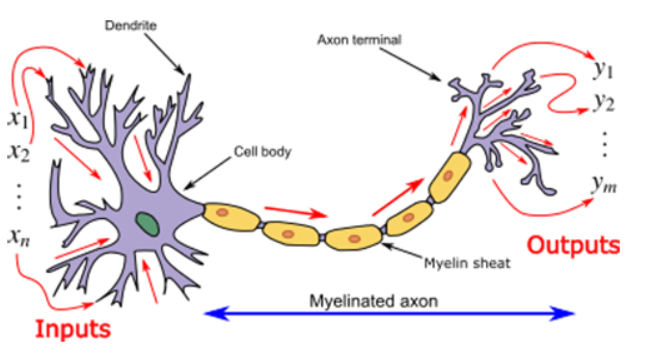 Dendrite
Axon terminal
x1
x2
⋮
xn
Cell body
y1
y2
⋮
ym
Myelin sheat
Outputs
Myelinated axon
Inputs